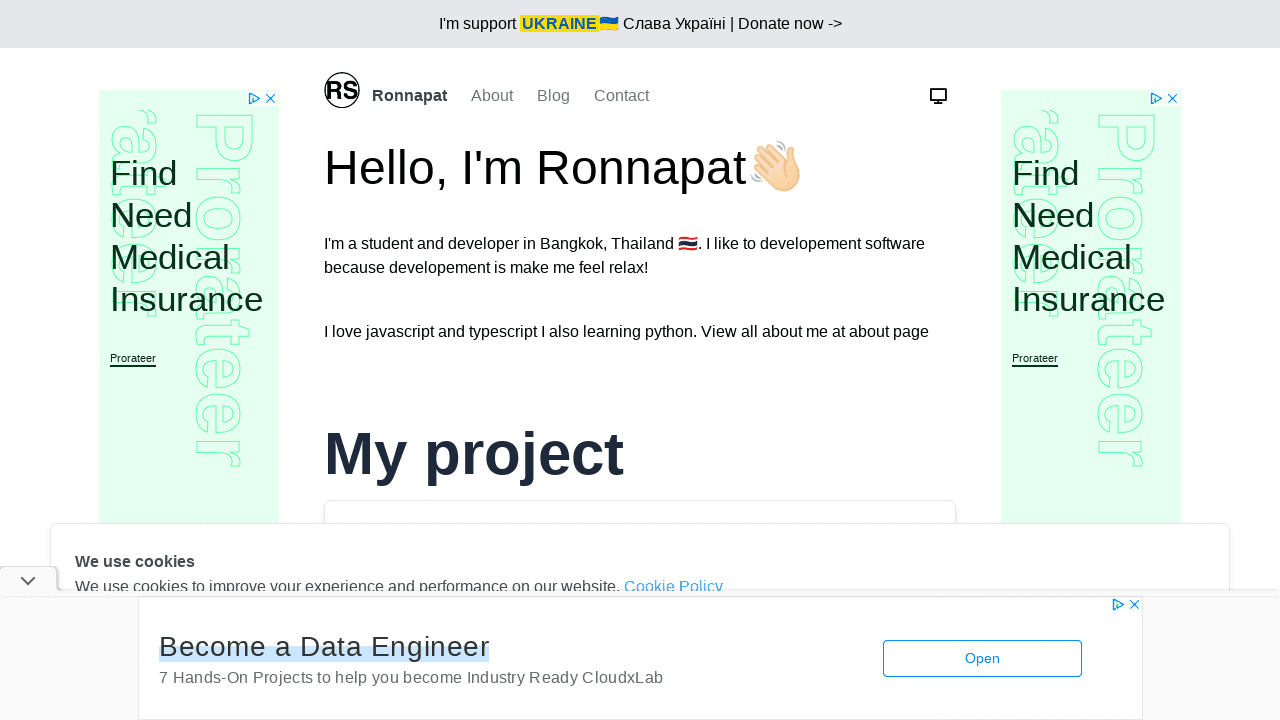 I'm support UKRAINE🇺🇦 Слава Україні | Donate now ->
RS Ronnapat About Blog Contact
Hello, I'm Ronnapat👋🏻
I'm a student and developer in Bangkok, Thailand 🇹🇭. I like to developement software
because developement is make me feel relax!
I love javascript and typescript I also learning python. View all about me at about page
My project
Find
Need
Medical
Insurance
Prorateer
Prorateer
Find
Need
Medical
Insurance
Prorateer
Prorateer
We use cookies
We use cookies to improve your experience and performance on our website. Cookie Policy
Become a Data Engineer
7 Hands-On Projects to help you become Industry Ready CloudxLab
Open